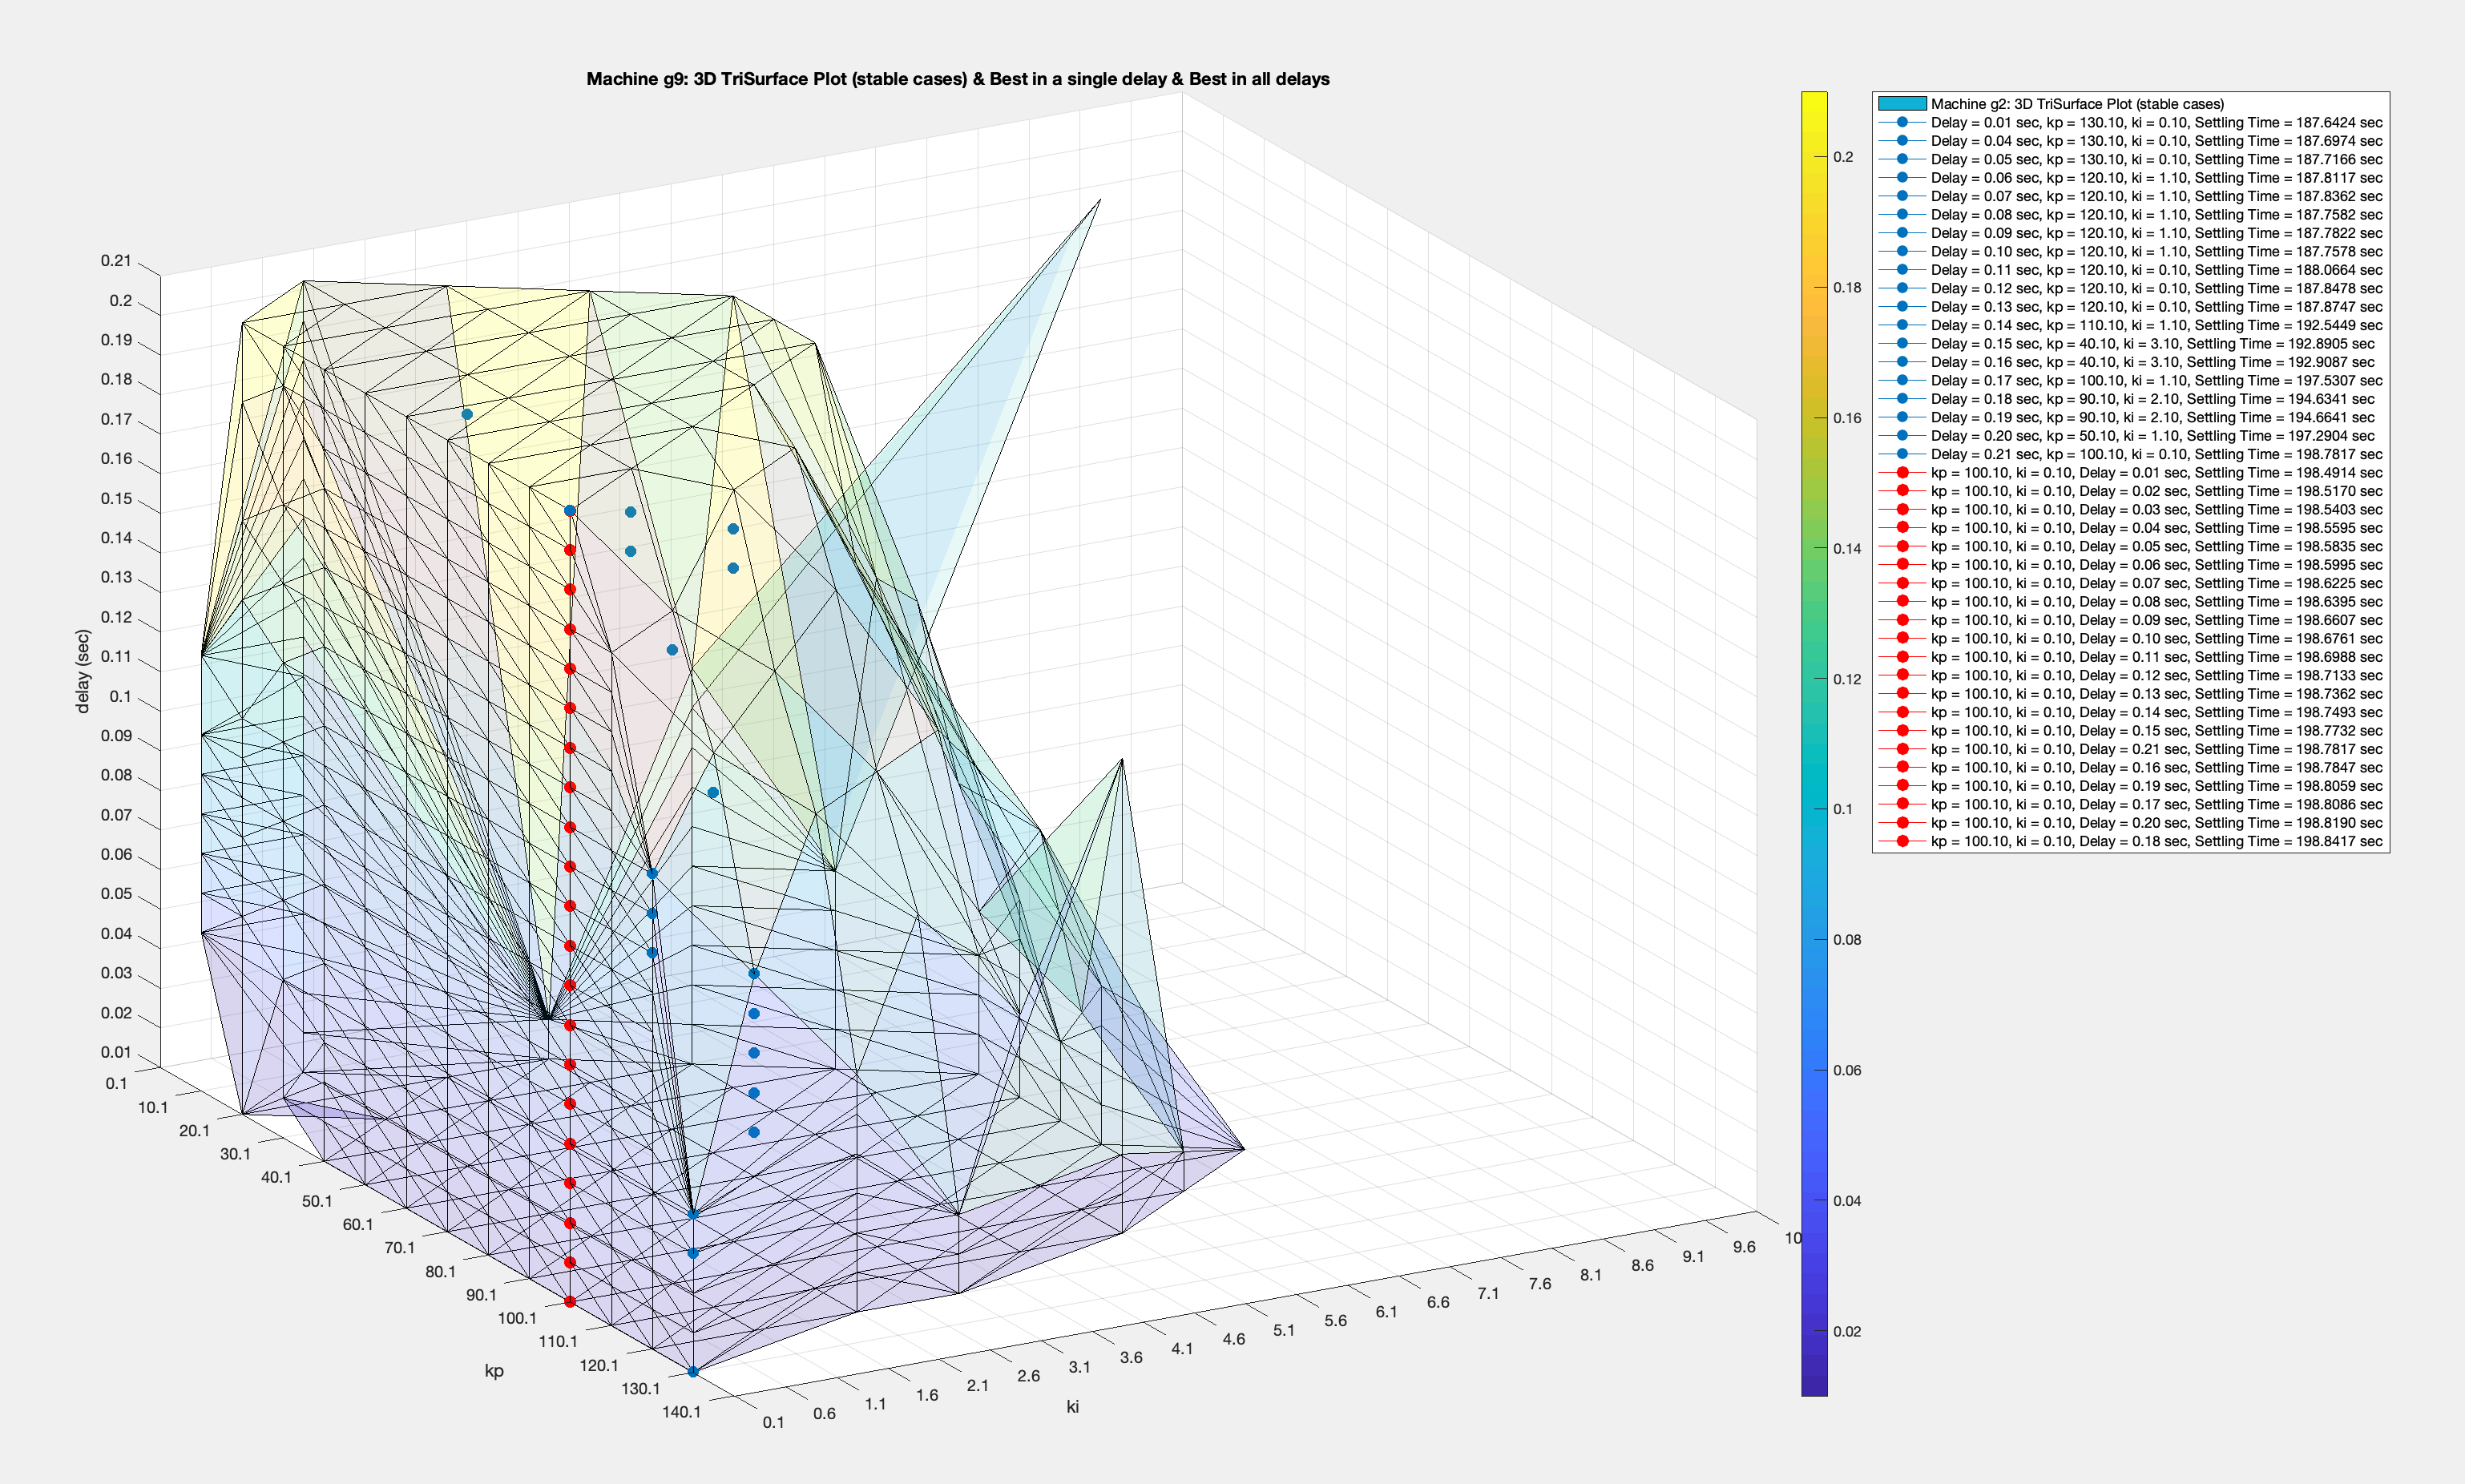 Machine g9: 3D TriSurface Plot (stable cases) & Best in a single delay & Best in all delays
0.21
0.2
0.19
0.18
0.17
0.16
0.15
0.14
0.13
0.12
0.11
0.1
0.09
0.08
0.07
0.06
0.05
0.04
0.03
0.02
0.01
delay (sec)
0.1
10.1
20.1
30.1
40.1
50.1
60.1
70.1
80.1
90.1
100.1
110.1
120.1
130.1
140.1
kp
0.1
0.6
1.1
1.6
2.1
2.6
3.1
3.6
4.1
4.6
5.1
5.6
6.1
6.6
7.1
7.6
8.1
8.6
9.1
9.6
10
ki
0.2
0.18
0.16
0.14
0.12
0.1
0.08
0.06
0.04
0.02
Machine g2: 3D TriSurface Plot (stable cases)
Delay = 0.01 sec, kp = 130.10, ki = 0.10, Settling Time = 187.6424 sec
Delay = 0.04 sec, kp = 130.10, ki = 0.10, Settling Time = 187.6974 sec
Delay = 0.05 sec, kp = 130.10, ki = 0.10, Settling Time = 187.7166 sec
Delay = 0.06 sec, kp = 120.10, ki = 1.10, Settling Time = 187.8117 sec
Delay = 0.07 sec, kp = 120.10, ki = 1.10, Settling Time = 187.8362 sec
Delay = 0.08 sec, kp = 120.10, ki = 1.10, Settling Time = 187.7582 sec
Delay = 0.09 sec, kp = 120.10, ki = 1.10, Settling Time = 187.7822 sec
Delay = 0.10 sec, kp = 120.10, ki = 1.10, Settling Time = 187.7578 sec
Delay = 0.11 sec, kp = 120.10, ki = 0.10, Settling Time = 188.0664 sec
Delay = 0.12 sec, kp = 120.10, ki = 0.10, Settling Time = 187.8478 sec
Delay = 0.13 sec, kp = 120.10, ki = 0.10, Settling Time = 187.8747 sec
Delay = 0.14 sec, kp = 110.10, ki = 1.10, Settling Time = 192.5449 sec
Delay = 0.15 sec, kp = 40.10, ki = 3.10, Settling Time = 192.8905 sec
Delay = 0.16 sec, kp = 40.10, ki = 3.10, Settling Time = 192.9087 sec
Delay = 0.17 sec, kp = 100.10, ki = 1.10, Settling Time = 197.5307 sec
Delay = 0.18 sec, kp = 90.10, ki = 2.10, Settling Time = 194.6341 sec
Delay = 0.19 sec, kp = 90.10, ki = 2.10, Settling Time = 194.6641 sec
Delay = 0.20 sec, kp = 50.10, ki = 1.10, Settling Time = 197.2904 sec
Delay = 0.21 sec, kp = 100.10, ki = 0.10, Settling Time = 198.7817 sec
kp = 100.10, ki = 0.10, Delay = 0.01 sec, Settling Time = 198.4914 sec
kp = 100.10, ki = 0.10, Delay = 0.02 sec, Settling Time = 198.5170 sec
kp = 100.10, ki = 0.10, Delay = 0.03 sec, Settling Time = 198.5403 sec
kp = 100.10, ki = 0.10, Delay = 0.04 sec, Settling Time = 198.5595 sec
kp = 100.10, ki = 0.10, Delay = 0.05 sec, Settling Time = 198.5835 sec
kp = 100.10, ki = 0.10, Delay = 0.06 sec, Settling Time = 198.5995 sec
kp = 100.10, ki = 0.10, Delay = 0.07 sec, Settling Time = 198.6225 sec
kp = 100.10, ki = 0.10, Delay = 0.08 sec, Settling Time = 198.6395 sec
kp = 100.10, ki = 0.10, Delay = 0.09 sec, Settling Time = 198.6607 sec
kp = 100.10, ki = 0.10, Delay = 0.10 sec, Settling Time = 198.6761 sec
kp = 100.10, ki = 0.10, Delay = 0.11 sec, Settling Time = 198.6988 sec
kp = 100.10, ki = 0.10, Delay = 0.12 sec, Settling Time = 198.7133 sec
kp = 100.10, ki = 0.10, Delay = 0.13 sec, Settling Time = 198.7362 sec
kp = 100.10, ki = 0.10, Delay = 0.14 sec, Settling Time = 198.7493 sec
kp = 100.10, ki = 0.10, Delay = 0.15 sec, Settling Time = 198.7732 sec
kp = 100.10, ki = 0.10, Delay = 0.21 sec, Settling Time = 198.7817 sec
kp = 100.10, ki = 0.10, Delay = 0.16 sec, Settling Time = 198.7847 sec
kp = 100.10, ki = 0.10, Delay = 0.19 sec, Settling Time = 198.8059 sec
kp = 100.10, ki = 0.10, Delay = 0.17 sec, Settling Time = 198.8086 sec
kp = 100.10, ki = 0.10, Delay = 0.20 sec, Settling Time = 198.8190 sec
kp = 100.10, ki = 0.10, Delay = 0.18 sec, Settling Time = 198.8417 sec